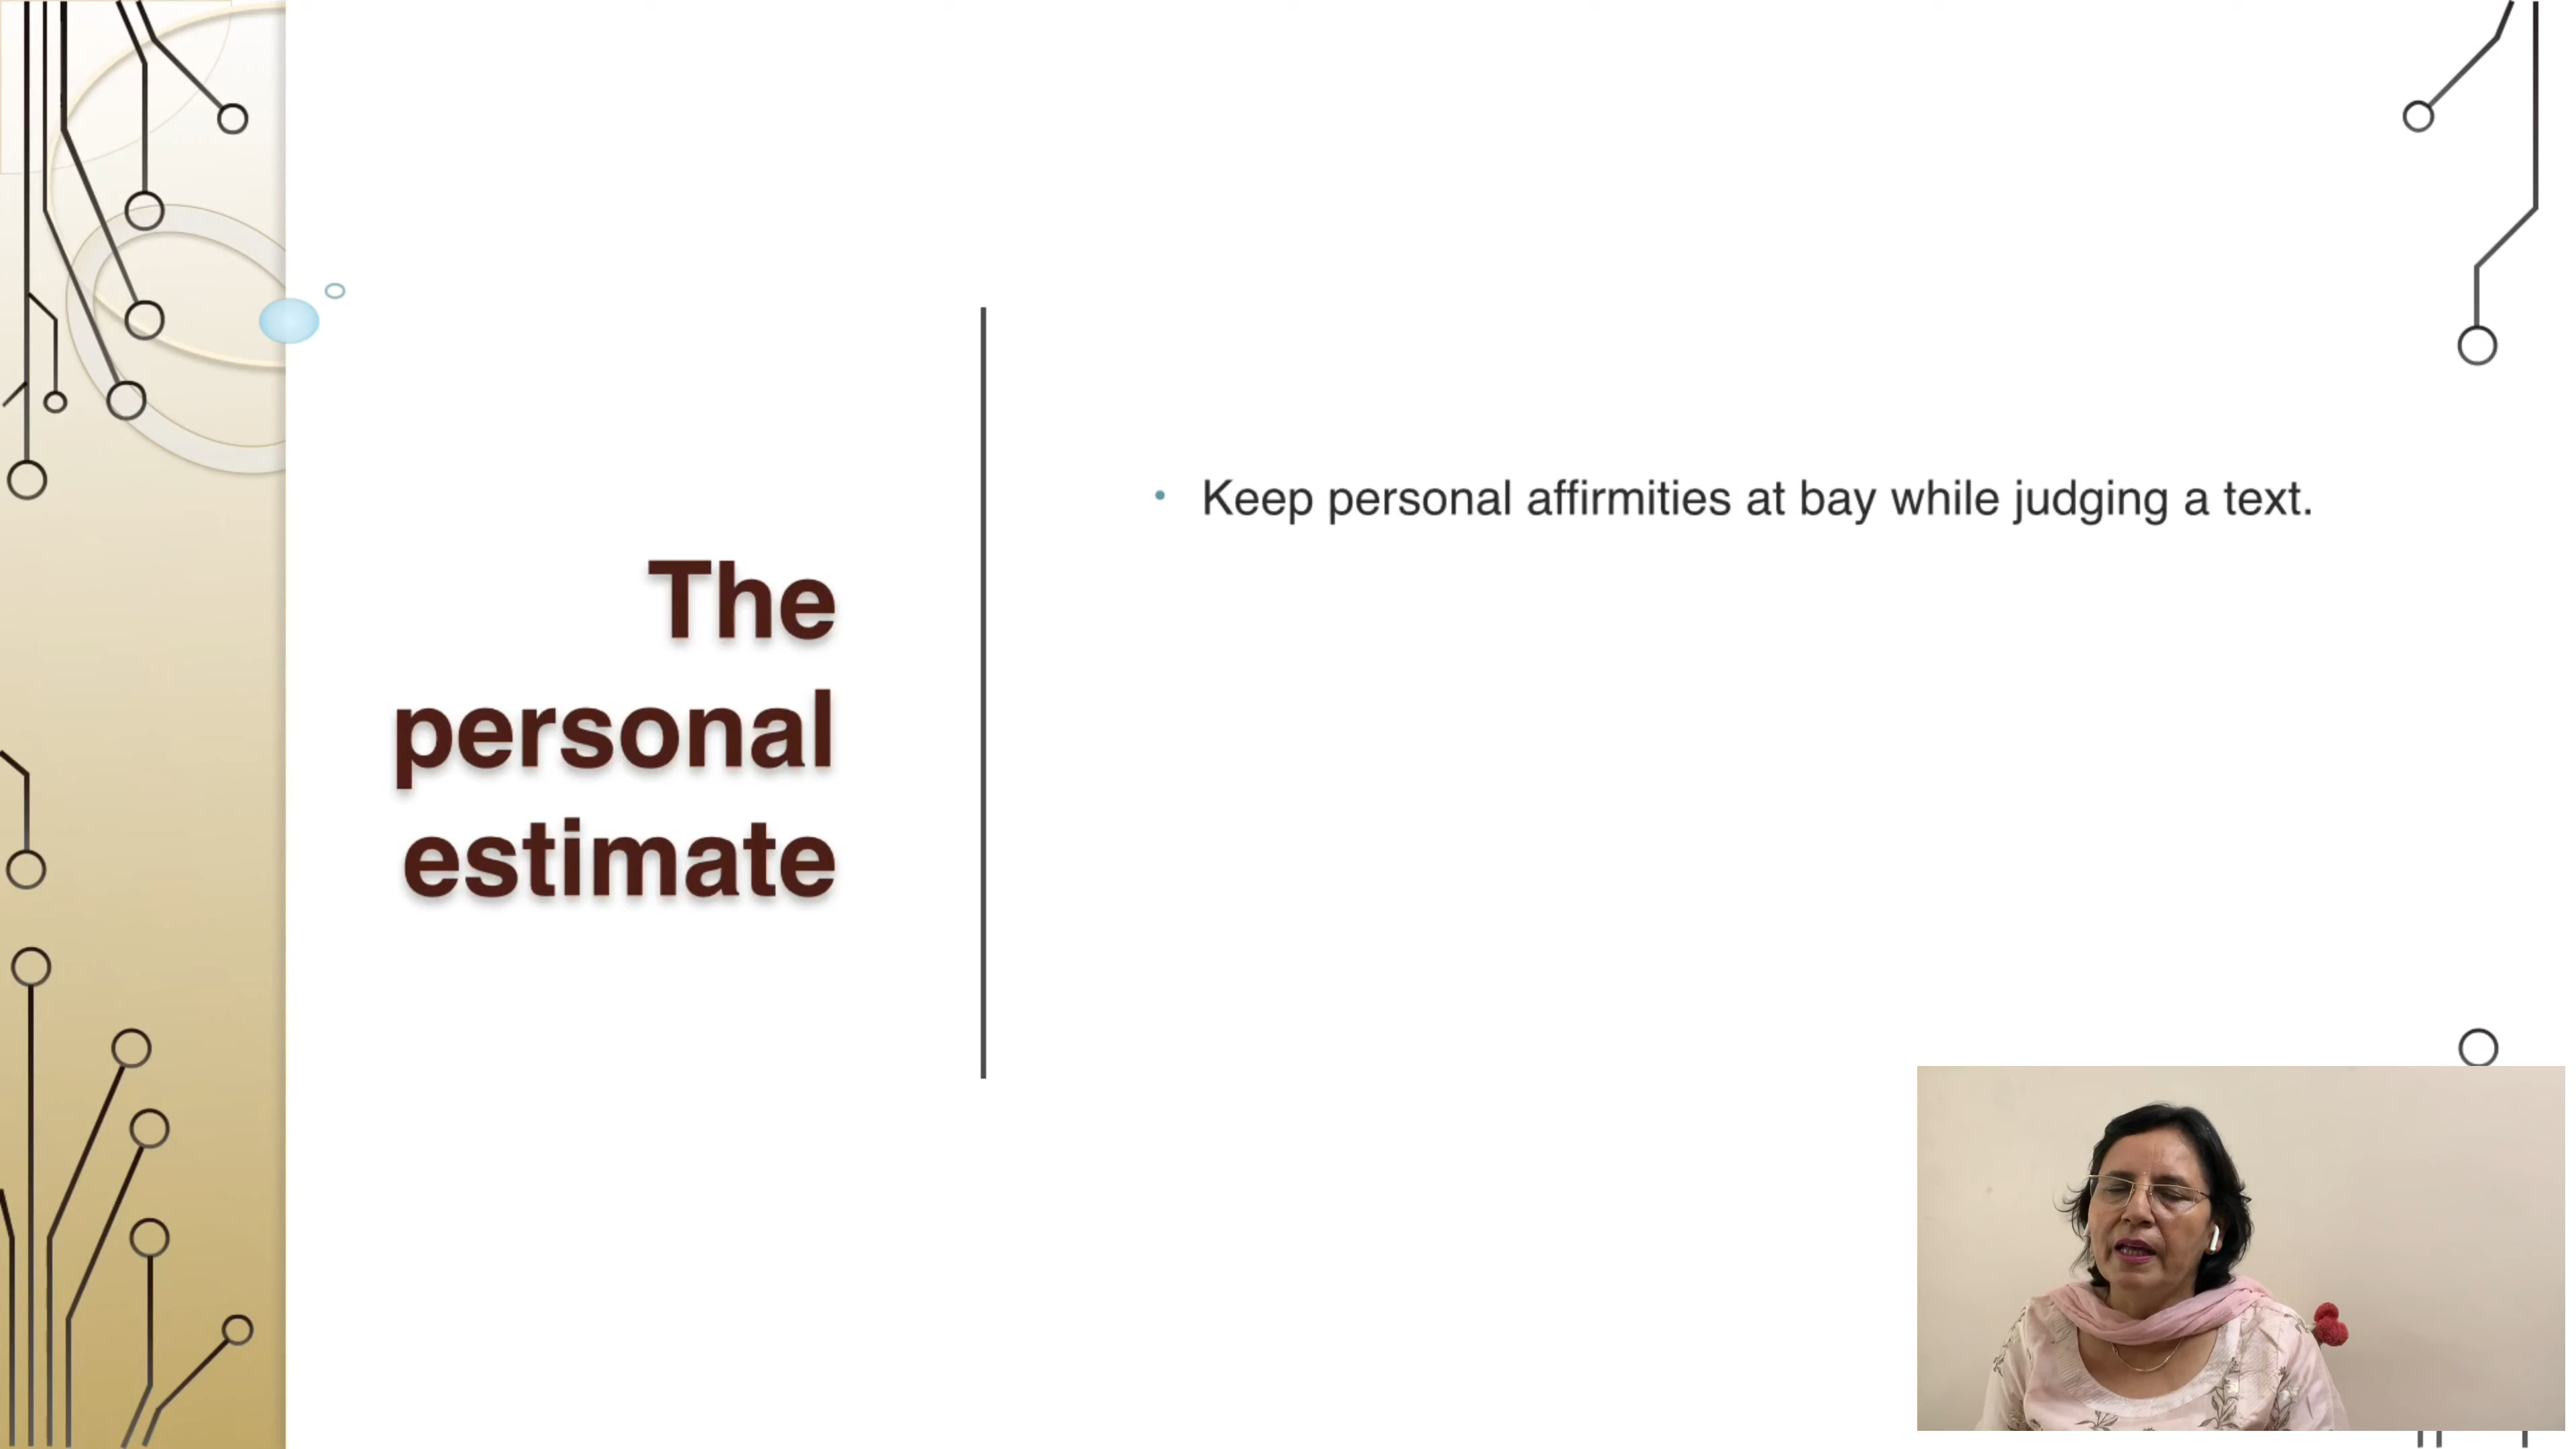 The
personal
estimate
• Keep personal affirmities at bay while judging a text.